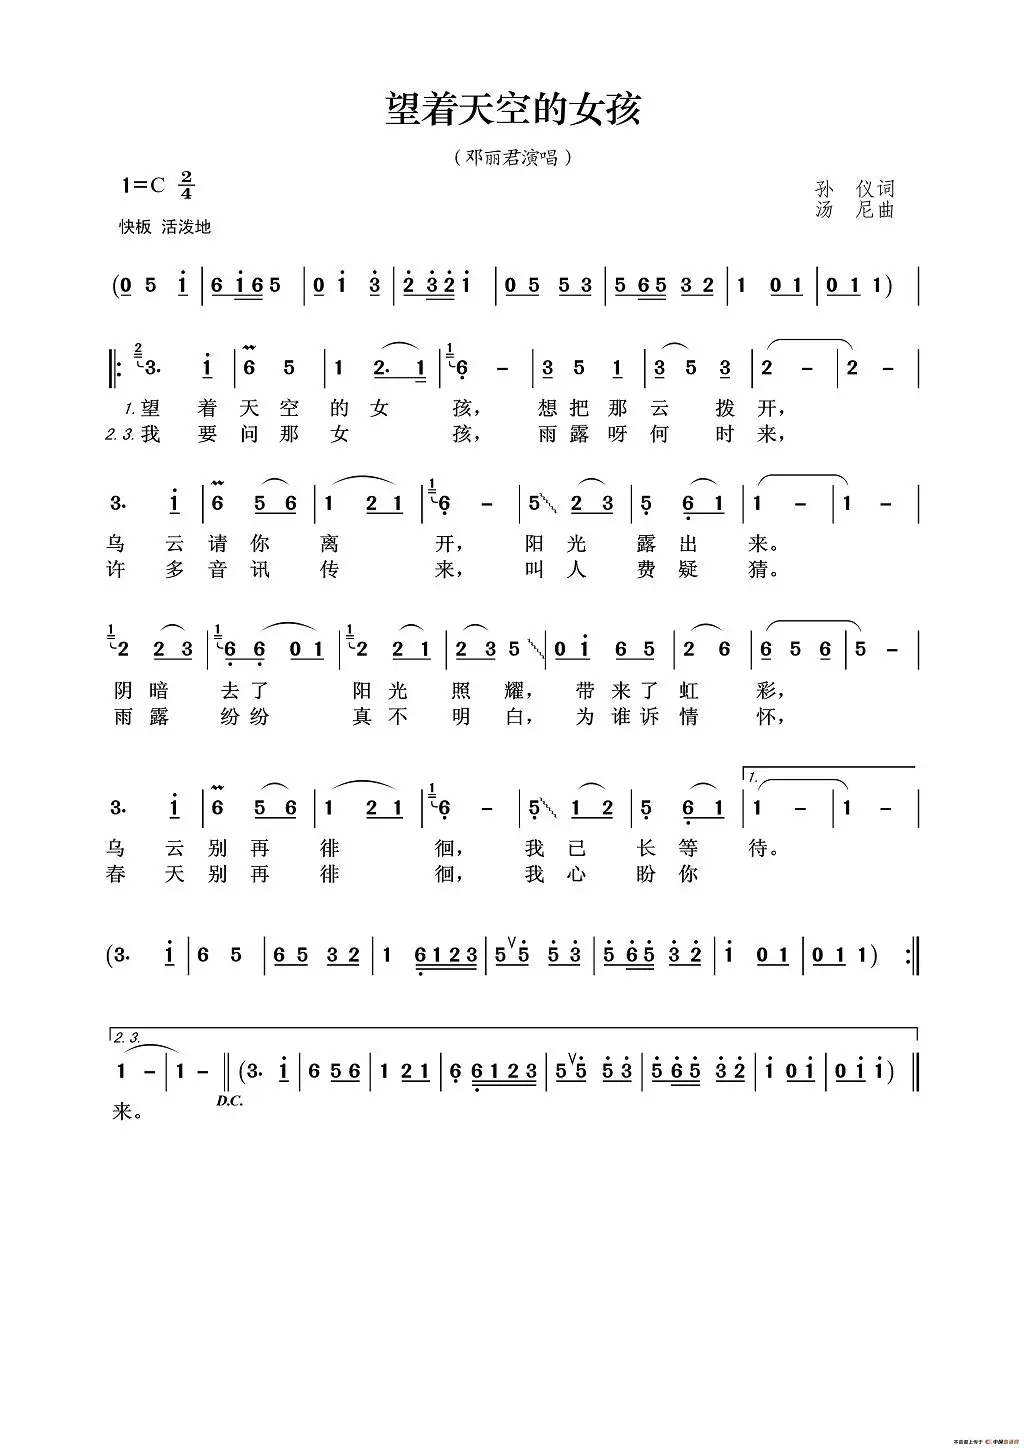 望着天空的女孩
（邓丽君演唱）
1=C 2/4
孙 仪词
汤 尼曲
快板 活泼地
(0 5 1 | 6 1 6 5 | 0 1 3 | 2 3 2 1 | 0 5 5 3 | 5 6 5 3 2 | 1 0 1 | 0 1 1 ) |
‖: 2 3. 1 | 6 5 | 1 2. 1 | 1 6 – | 3 5 1 | 3 5 3 | 2 – | 2 – |
1. 望 着 天 空 的 女 孩， 想 把 那 云 拨 开，
2. 3. 我 要 问 那 女 孩， 雨 露 呀 何 时 来，
3. 1 | 6 5 6 | 1 2 1 | 1 6 – | 5 2 3 | 5 6 1 | 1 – | 1 – |
乌 云 请 你 离 开， 阳 光 露 出 来。
许 多 音 讯 传 来， 叫 人 费 疑 猜。
1 2 2 3 | 1 6 6 0 1 | 1 2 2 1 | 2 3 5 | 0 1 6 5 | 2 6 | 6 5 6 | 5 – |
阴 暗 去 了 阳 光 照 耀， 带 来 了 虹 彩，
雨 露 纷 纷 真 不 明 白， 为 谁 诉 情 怀，
1.
3. 1 | 6 5 6 | 1 2 1 | 1 6 – | 5 1 2 | 5 6 1 | 1 – | 1 – |
乌 云 别 再 徘 徊， 我 已 长 等 待。
春 天 别 再 徘 徊， 我 心 盼 你
(3. 1 | 6 5 | 6 5 3 2 | 1 6 1 2 3 | 5 V 5 5 3 | 5 6 5 3 2 | 1 0 1 | 0 1 1 ) :‖
2. 3.
1 – | 1 – ‖ (3. 1 | 6 5 6 | 1 2 1 | 6 6 1 2 3 | 5 V 5 5 3 | 5 6 5 3 2 | 1 0 1 | 0 1 1 ) ‖
D.C.
来。